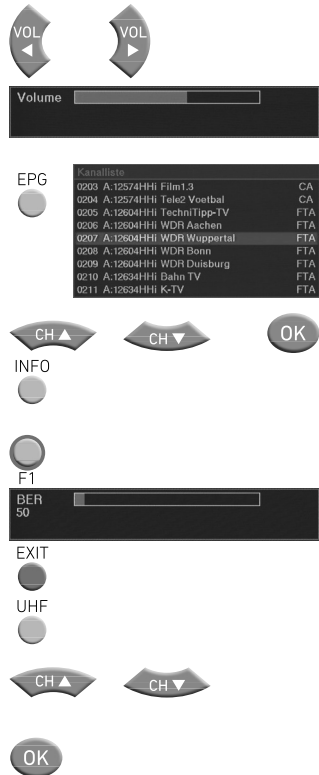 VOL VOL
Volume
EPG
Kanalliste
0203 A:12574HHi Film1.3 CA
0204 A:12574HHi Tele2 Voetbal CA
0205 A:12604HHi TechniTipp-TV FTA
0206 A:12604HHi WDR Aachen FTA
0207 A:12604HHi WDR Wuppertal FTA
0208 A:12604HHi WDR Bonn FTA
0209 A:12604HHi WDR Duisburg FTA
0210 A:12634HHi Bahn TV FTA
0211 A:12634HHi K-TV FTA
CH ▲ CH ▼ OK
INFO
F1
BER
50
EXIT
UHF
CH ▲ CH ▼
OK